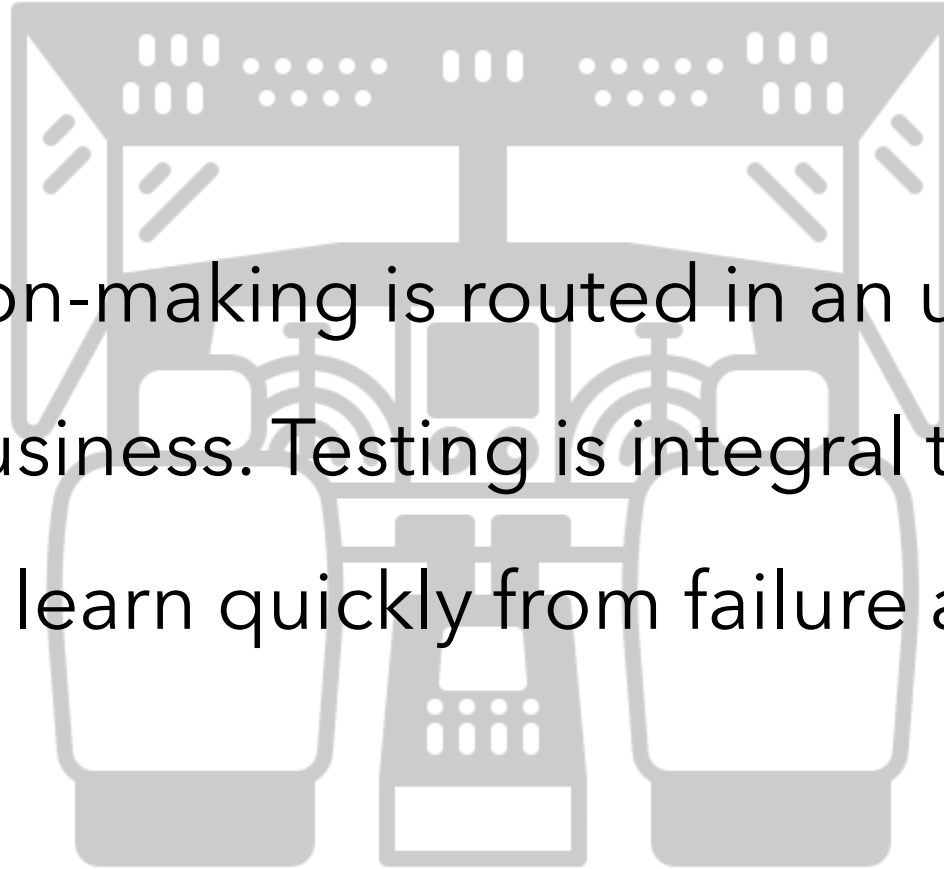 on-making is routed in an u
usiness. Testing is integral t
learn quickly from failure a